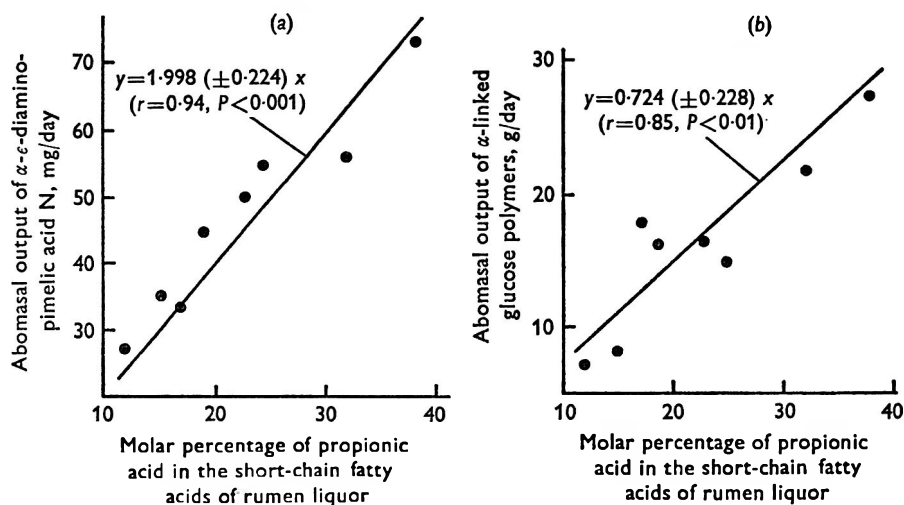 (a)
Abomasal output of α-ε-diamino-
pimelic acid N, mg/day
70
60
50
40
30
y=1·998 (±0·224) x
(r=0·94, P<0·001)
10
20
30
40
Molar percentage of propionic
acid in the short-chain fatty
acids of rumen liquor
(b)
Abomasal output of α-linked
glucose polymers, g/day
30
20
10
y=0·724 (±0·228) x
(r=0·85, P<0·01)
10
20
30
40
Molar percentage of propionic
acid in the short-chain fatty
acids of rumen liquor